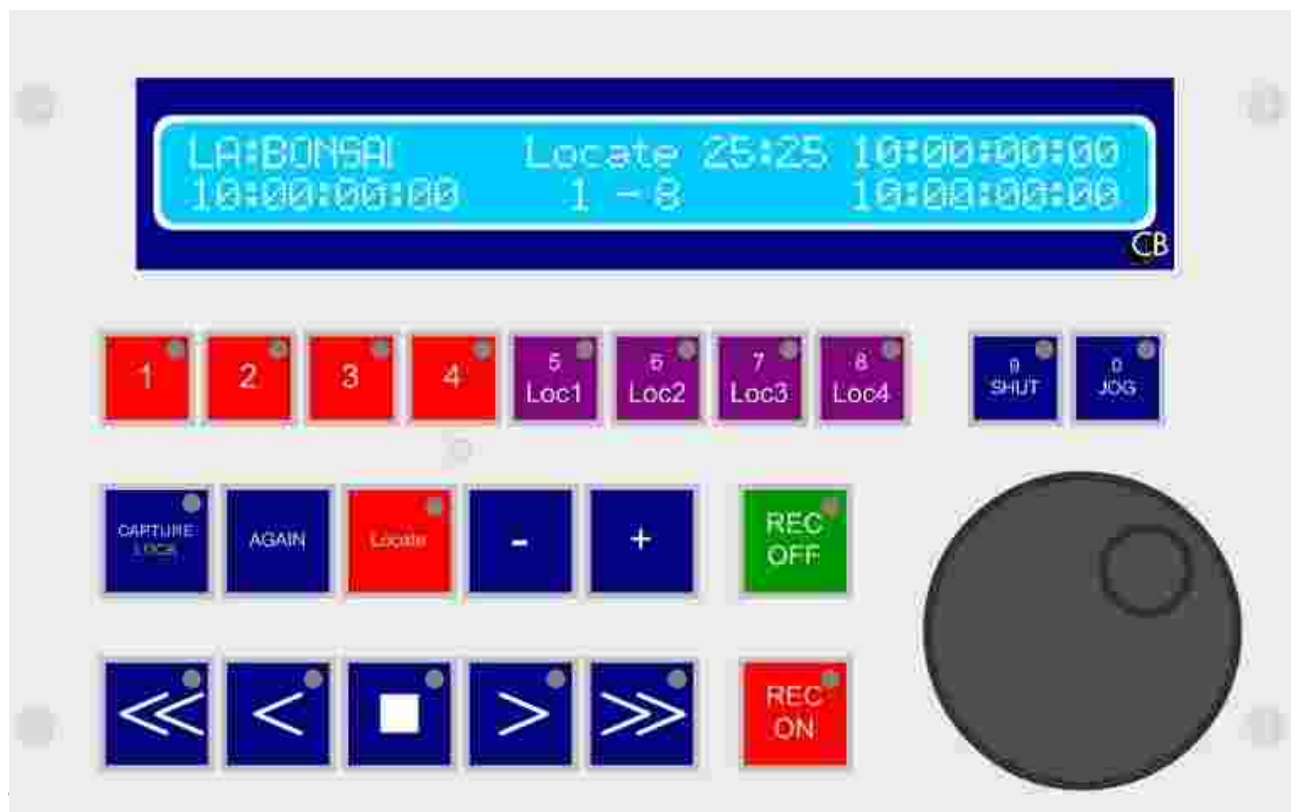 LA:BONSAI Locate 25:25 10:00:00:00
10:00:00:00 1 - 8 10:00:00:00
CB
1 2 3 4
5 6 7 8 9 0
Loc1 Loc2 Loc3 Loc4 SHUT JOG
CAPTURE
LOCA
AGAIN
Locate
- +
REC
OFF
<< < > >>
REC
ON